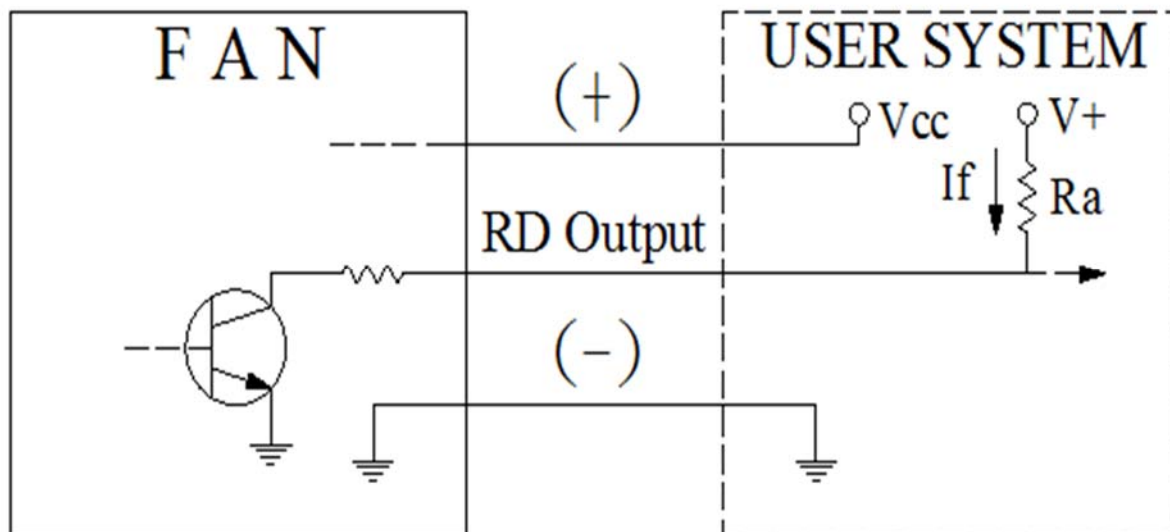 F A N
USER SYSTEM
(+)
Vcc
V+
If
Ra
RD Output
(-)